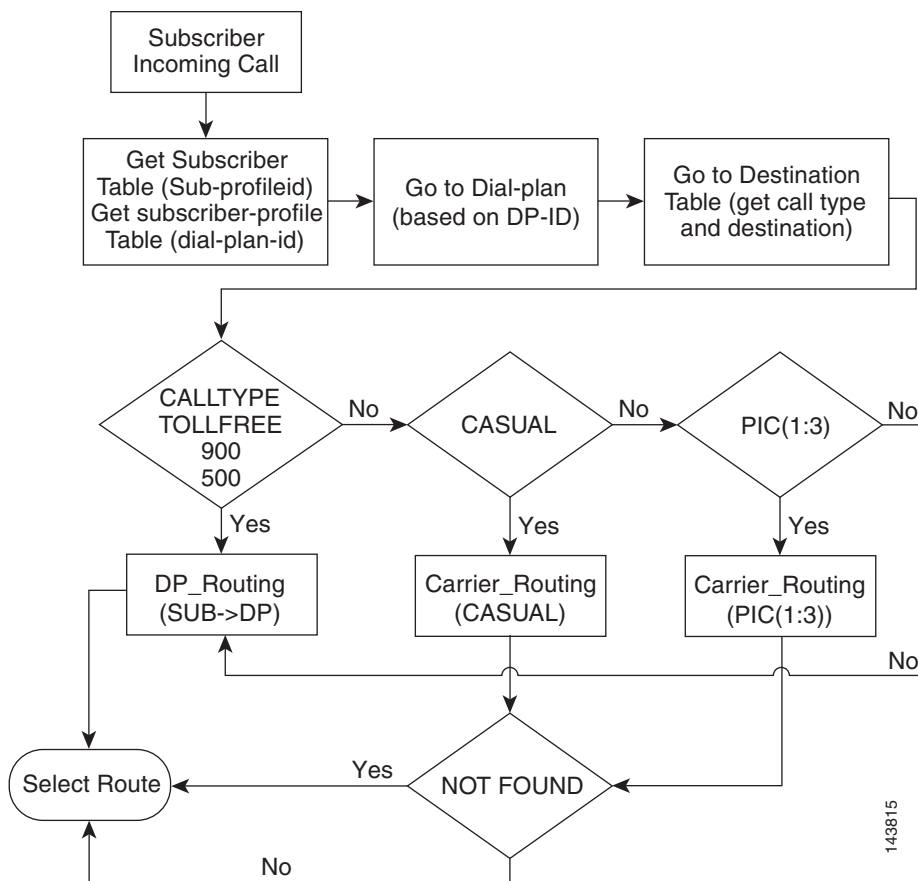 Subscriber
Incoming Call
Get Subscriber
Table (Sub-profileid)
Get subscriber-profile
Table (dial-plan-id)
Go to Dial-plan
(based on DP-ID)
Go to Destination
Table (get call type
and destination)
CALLTYPE
TOLLFREE
900
500
No
CASUAL
No
PIC(1:3)
No
Yes
Yes
Yes
DP_Routing
(SUB->DP)
Carrier_Routing
(CASUAL)
Carrier_Routing
(PIC(1:3))
No
Select Route
Yes
NOT FOUND
No
143815